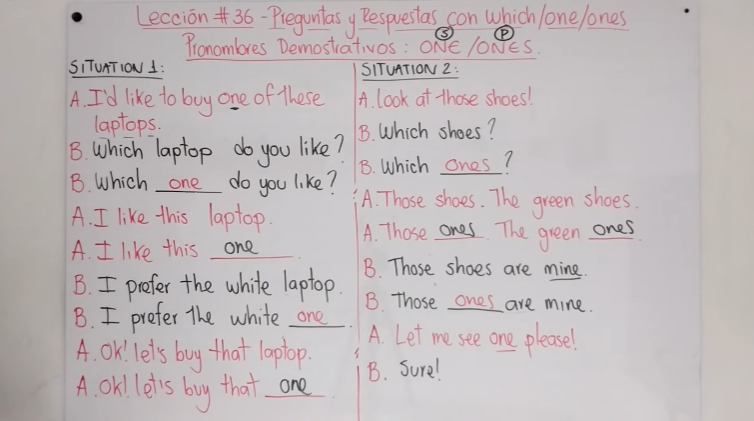 Lección # 36 - Preguntas y Respuestas con which/one/ones
Pronombres Demostrativos : ONE (S) /ONES (P).
SITUATION 1:
A. I'd like to buy one of these
laptops.
B. Which laptop do you like?
B. Which one do you like?
A. I like this laptop.
A. I like this one
B. I prefer the white laptop.
B. I prefer the white one.
A. Ok! let's buy that laptop.
A. Ok! let's buy that one.
SITUATION 2:
A. look at those shoes!
B. Which shoes?
B. Which ones?
A. Those shoes. The green shoes.
A. Those ones. The green ones.
B. Those shoes are mine.
B. Those ones are mine.
A. Let me see one please!
B. Sure!